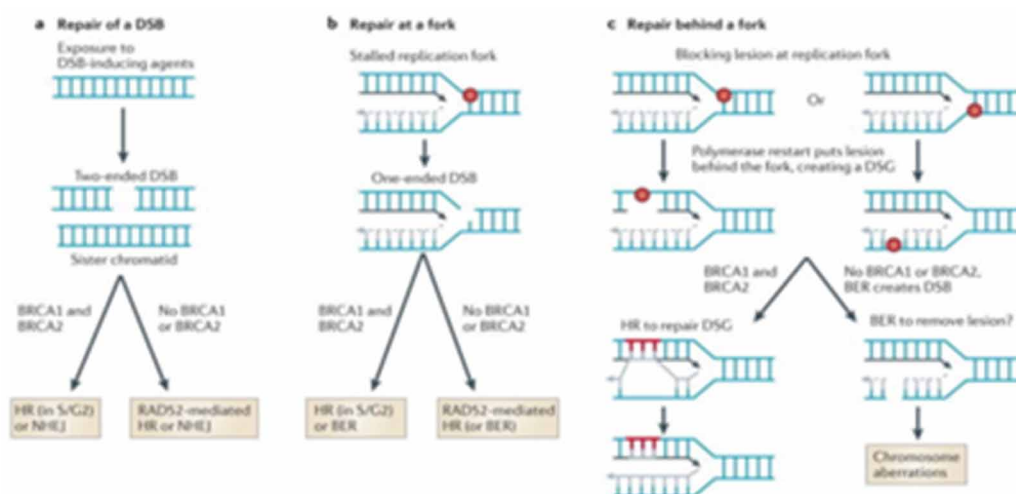 a Repair of a DSB
Exposure to
DSB-inducing agents
Two-ended DSB
Sister chromatid
BRCA1 and
BRCA2
No BRCA1
or BRCA2
HR (in S/G2)
or NHEJ
RAD52-mediated
HR or NHEJ
b Repair at a fork
Stalled replication fork
One-ended DSB
BRCA1 and
BRCA2
No BRCA1
or BRCA2
HR (in S/G2)
or BER
RAD52-mediated
HR (or BER)
c Repair behind a fork
Blocking lesion at replication fork
Or
Polymerase restart puts lesion
behind the fork, creating a DSG
BRCA1 and
BRCA2
No BRCA1 or BRCA2,
BER creates DSB
HR to repair DSG
BER to remove lesion?
Chromosome
aberrations